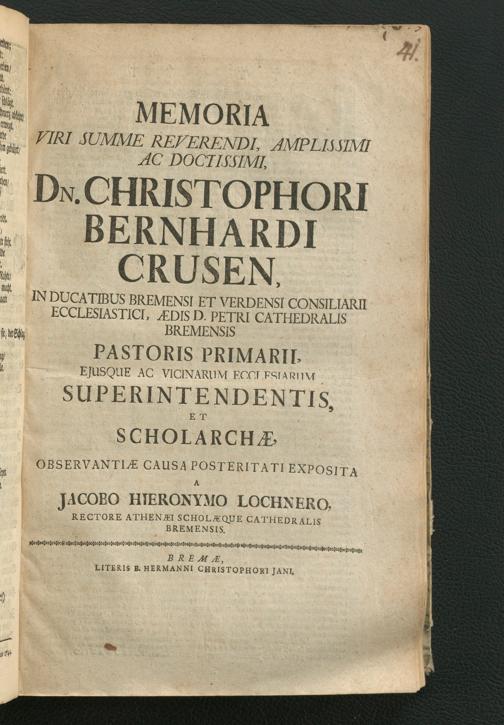 41.
MEMORIA
VIRI SUMME REVERENDI, AMPLISSIMI
AC DOCTISSIMI,
DN. CHRISTOPHORI
BERNHARDI
CRUSEN,
IN DUCATIBUS BREMENSI ET VERDENSI CONSILIARII
ECCLESIASTICI, ÆDIS D. PETRI CATHEDRALIS
BREMENSIS
PASTORIS PRIMARII,
EJUSQUE AC VICINARUM ECCLESIARUM
SUPERINTENDENTIS,
ET
SCHOLARCHÆ,
OBSERVANTIÆ CAUSA POSTERITATI EXPOSITA
A
JACOBO HIERONYMO LOCHNERO,
RECTORE ATHENÆI SCHOLÆQUE CATHEDRALIS
BREMENSIS.
BREMÆ,
LITERIS B. HERMANNI CHRISTOPHORI JANI.